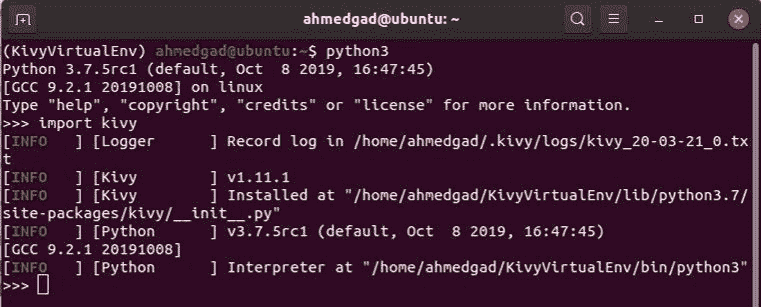 ahmedgad@ubuntu: ~
(KivyVirtualEnv) ahmedgad@ubuntu:~$ python3
Python 3.7.5rc1 (default, Oct  8 2019, 16:47:45)
[GCC 9.2.1 20191008] on linux
Type "help", "copyright", "credits" or "license" for more information.
>>> import kivy
[INFO   ] [Logger      ] Record log in /home/ahmedgad/.kivy/logs/kivy_20-03-21_0.tx
t
[INFO   ] [Kivy        ] v1.11.1
[INFO   ] [Kivy        ] Installed at "/home/ahmedgad/KivyVirtualEnv/lib/python3.7/
site-packages/kivy/__init__.py"
[INFO   ] [Python      ] v3.7.5rc1 (default, Oct  8 2019, 16:47:45)
[GCC 9.2.1 20191008]
[INFO   ] [Python      ] Interpreter at "/home/ahmedgad/KivyVirtualEnv/bin/python3"
>>>